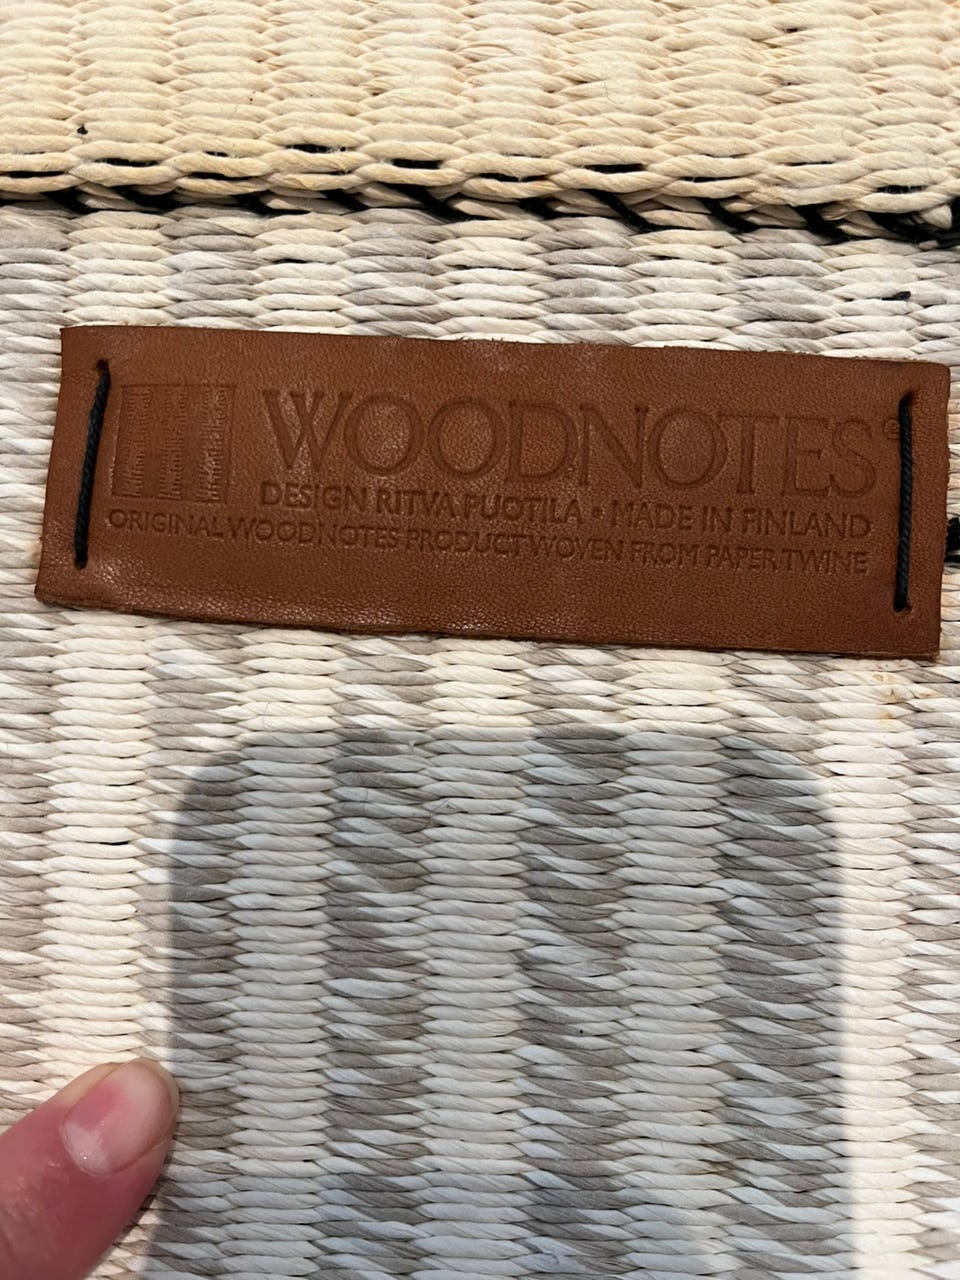 WOODNOTES®
DESIGN RITVA PUOTILA • MADE IN FINLAND
ORIGINAL WOODNOTES PRODUCT WOVEN FROM PAPER TWINE